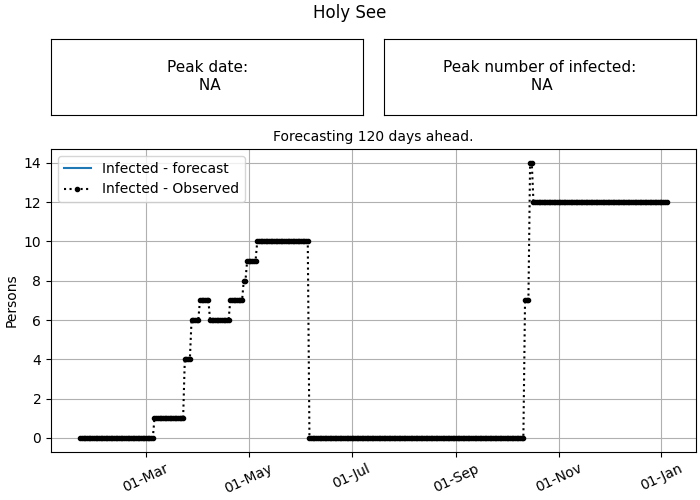 Holy See
Peak date:
NA
Peak number of infected:
NA
Forecasting 120 days ahead.
Infected - forecast
Infected - Observed
Persons
14
12
10
8
6
4
2
0
01-Mar
01-May
01-Jul
01-Sep
01-Nov
01-Jan